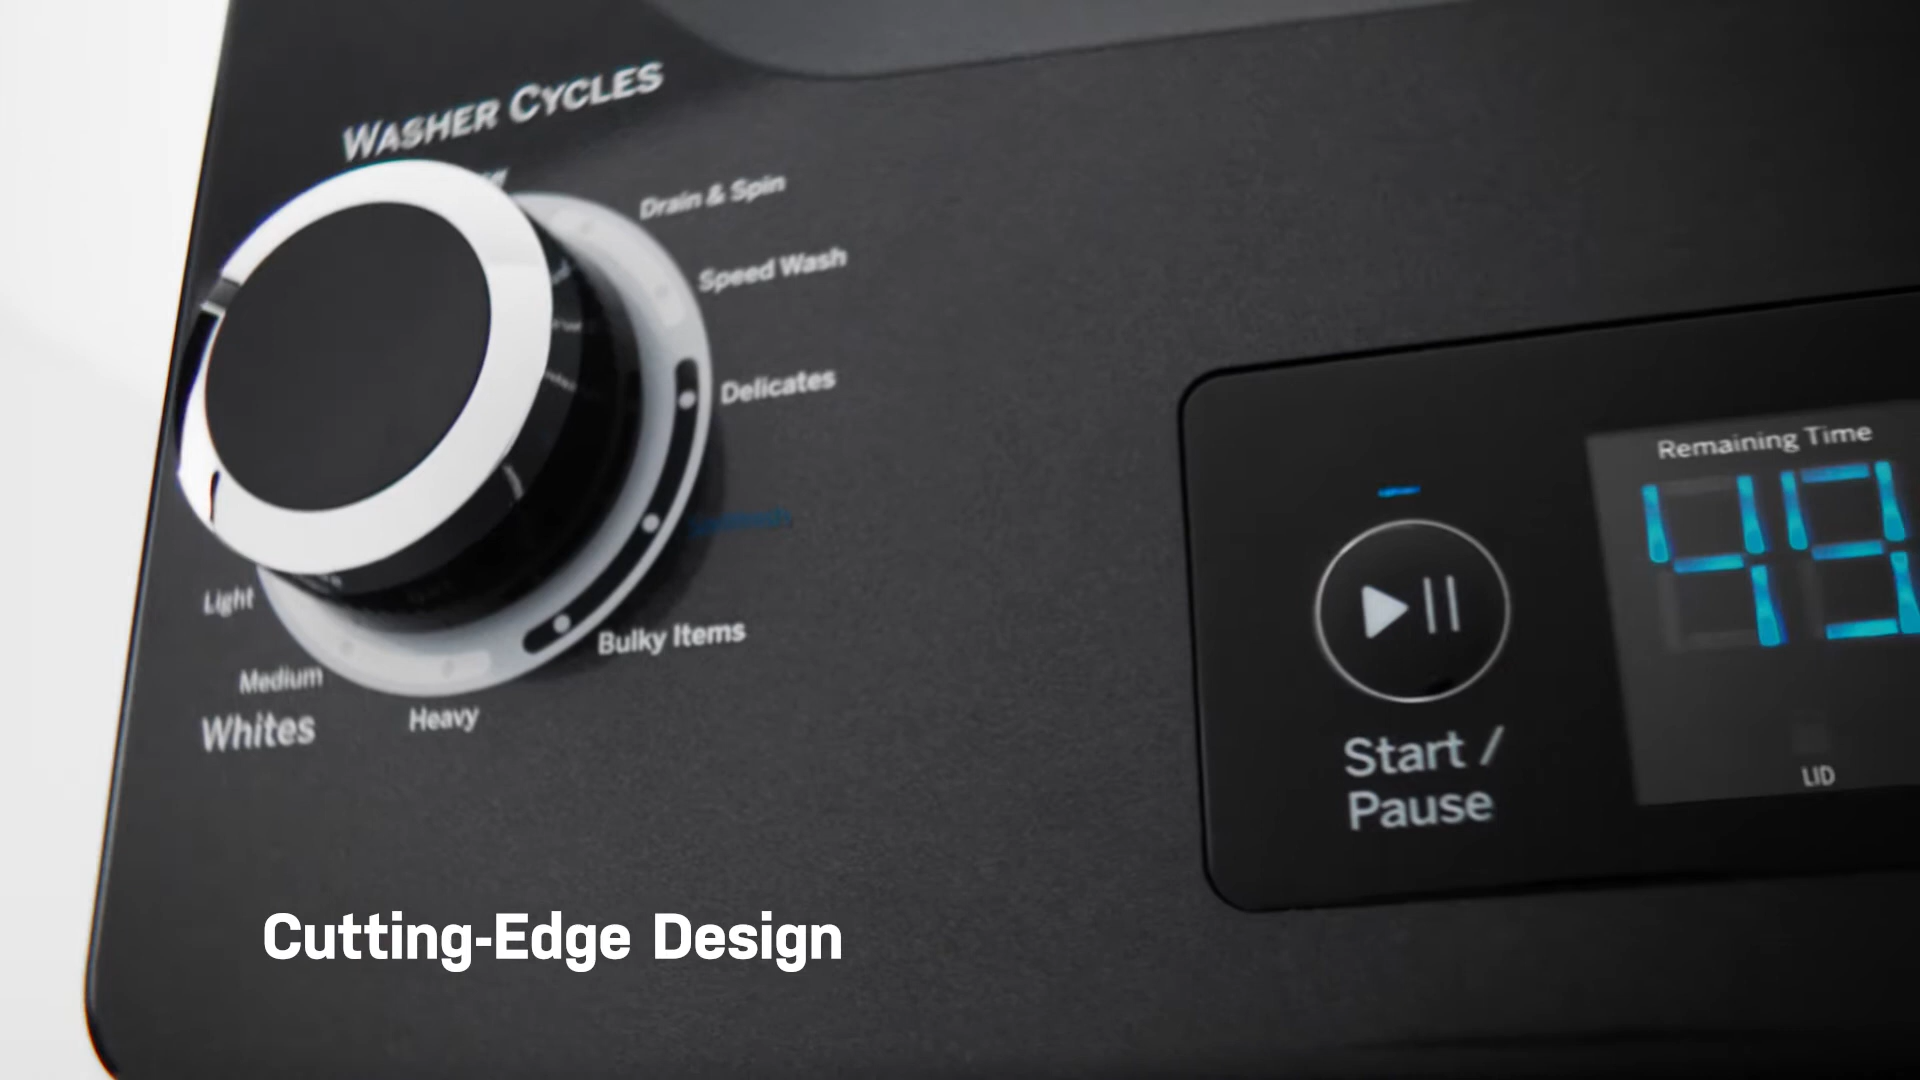 WASHER CYCLES
Drain & Spin
Speed Wash
Delicates
Bulky Items
Light
Medium
Heavy
Whites
Remaining Time
49
Start /
Pause
LID
Cutting-Edge Design